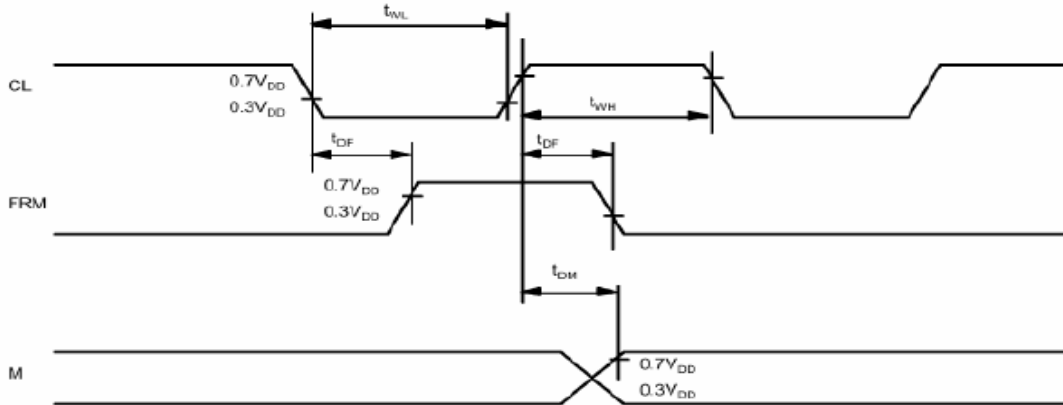 tWL
CL
0.7VDD
0.3VDD
tWH
tDF
tDF
FRM
0.7VDD
0.3VDD
tDM
M
0.7VDD
0.3VDD